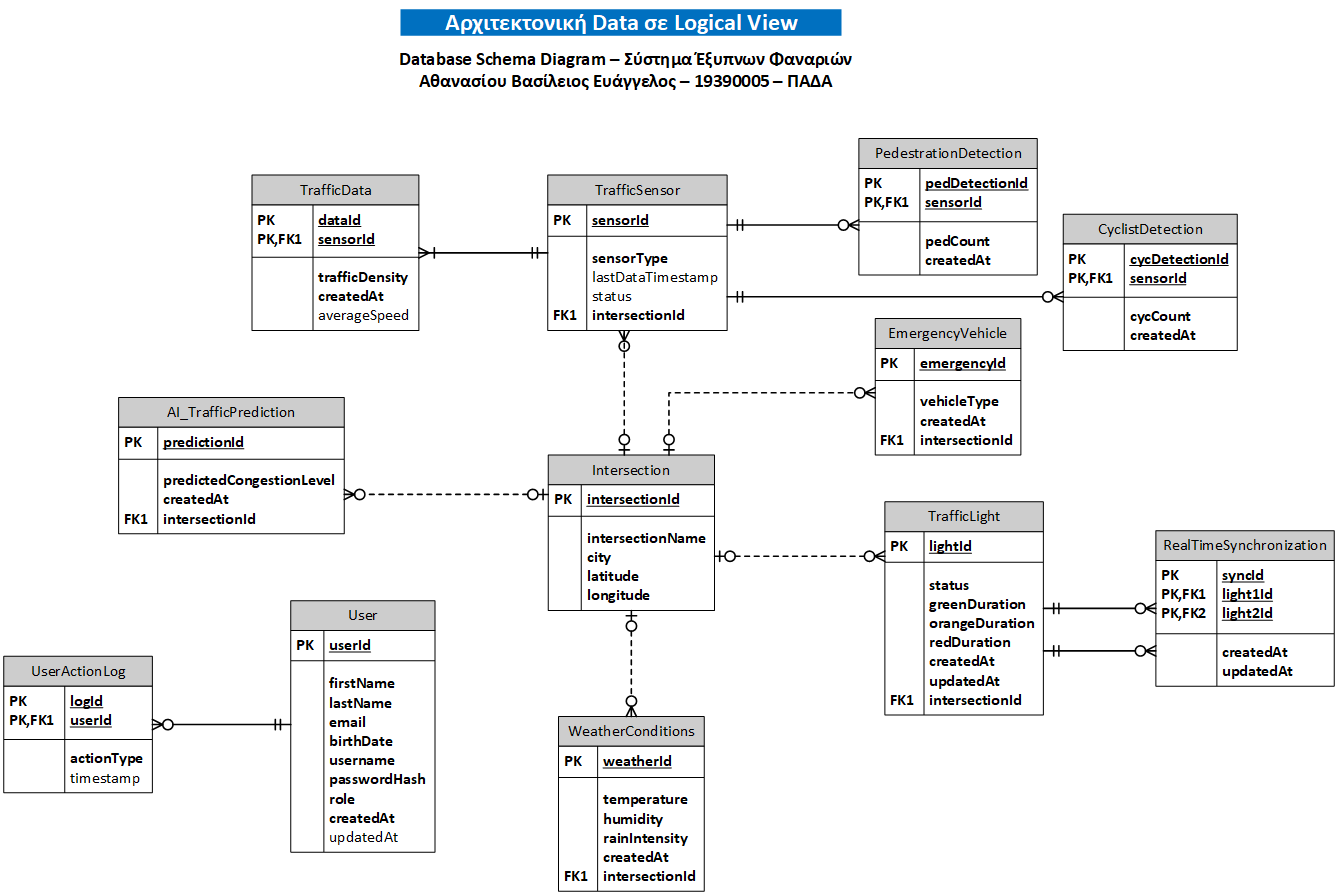 Αρχιτεκτονική Data σε Logical View
Database Schema Diagram – Σύστημα Έξυπνων Φαναριών
Αθανασίου Βασίλειος Ευάγγελος – 19390005 – ΠΑΔΑ
PedestrationDetection
PK pedDetectionId
PK,FK1 sensorId
pedCount
createdAt
TrafficData
PK dataId
PK,FK1 sensorId
trafficDensity
createdAt
averageSpeed
TrafficSensor
PK sensorId
sensorType
lastDataTimestamp
status
FK1 intersectionId
CyclistDetection
PK cycDetectionId
PK,FK1 sensorId
cycCount
createdAt
EmergencyVehicle
PK emergencyId
vehicleType
createdAt
FK1 intersectionId
AI_TrafficPrediction
PK predictionId
predictedCongestionLevel
createdAt
FK1 intersectionId
Intersection
PK intersectionId
intersectionName
city
latitude
longitude
TrafficLight
PK lightId
status
greenDuration
orangeDuration
redDuration
createdAt
updatedAt
FK1 intersectionId
RealTimeSynchronization
PK syncId
PK,FK1 light1Id
PK,FK2 light2Id
createdAt
updatedAt
User
PK userId
firstName
lastName
email
birthDate
username
passwordHash
role
createdAt
updatedAt
UserActionLog
PK logId
PK,FK1 userId
actionType
timestamp
WeatherConditions
PK weatherId
temperature
humidity
rainIntensity
createdAt
FK1 intersectionId